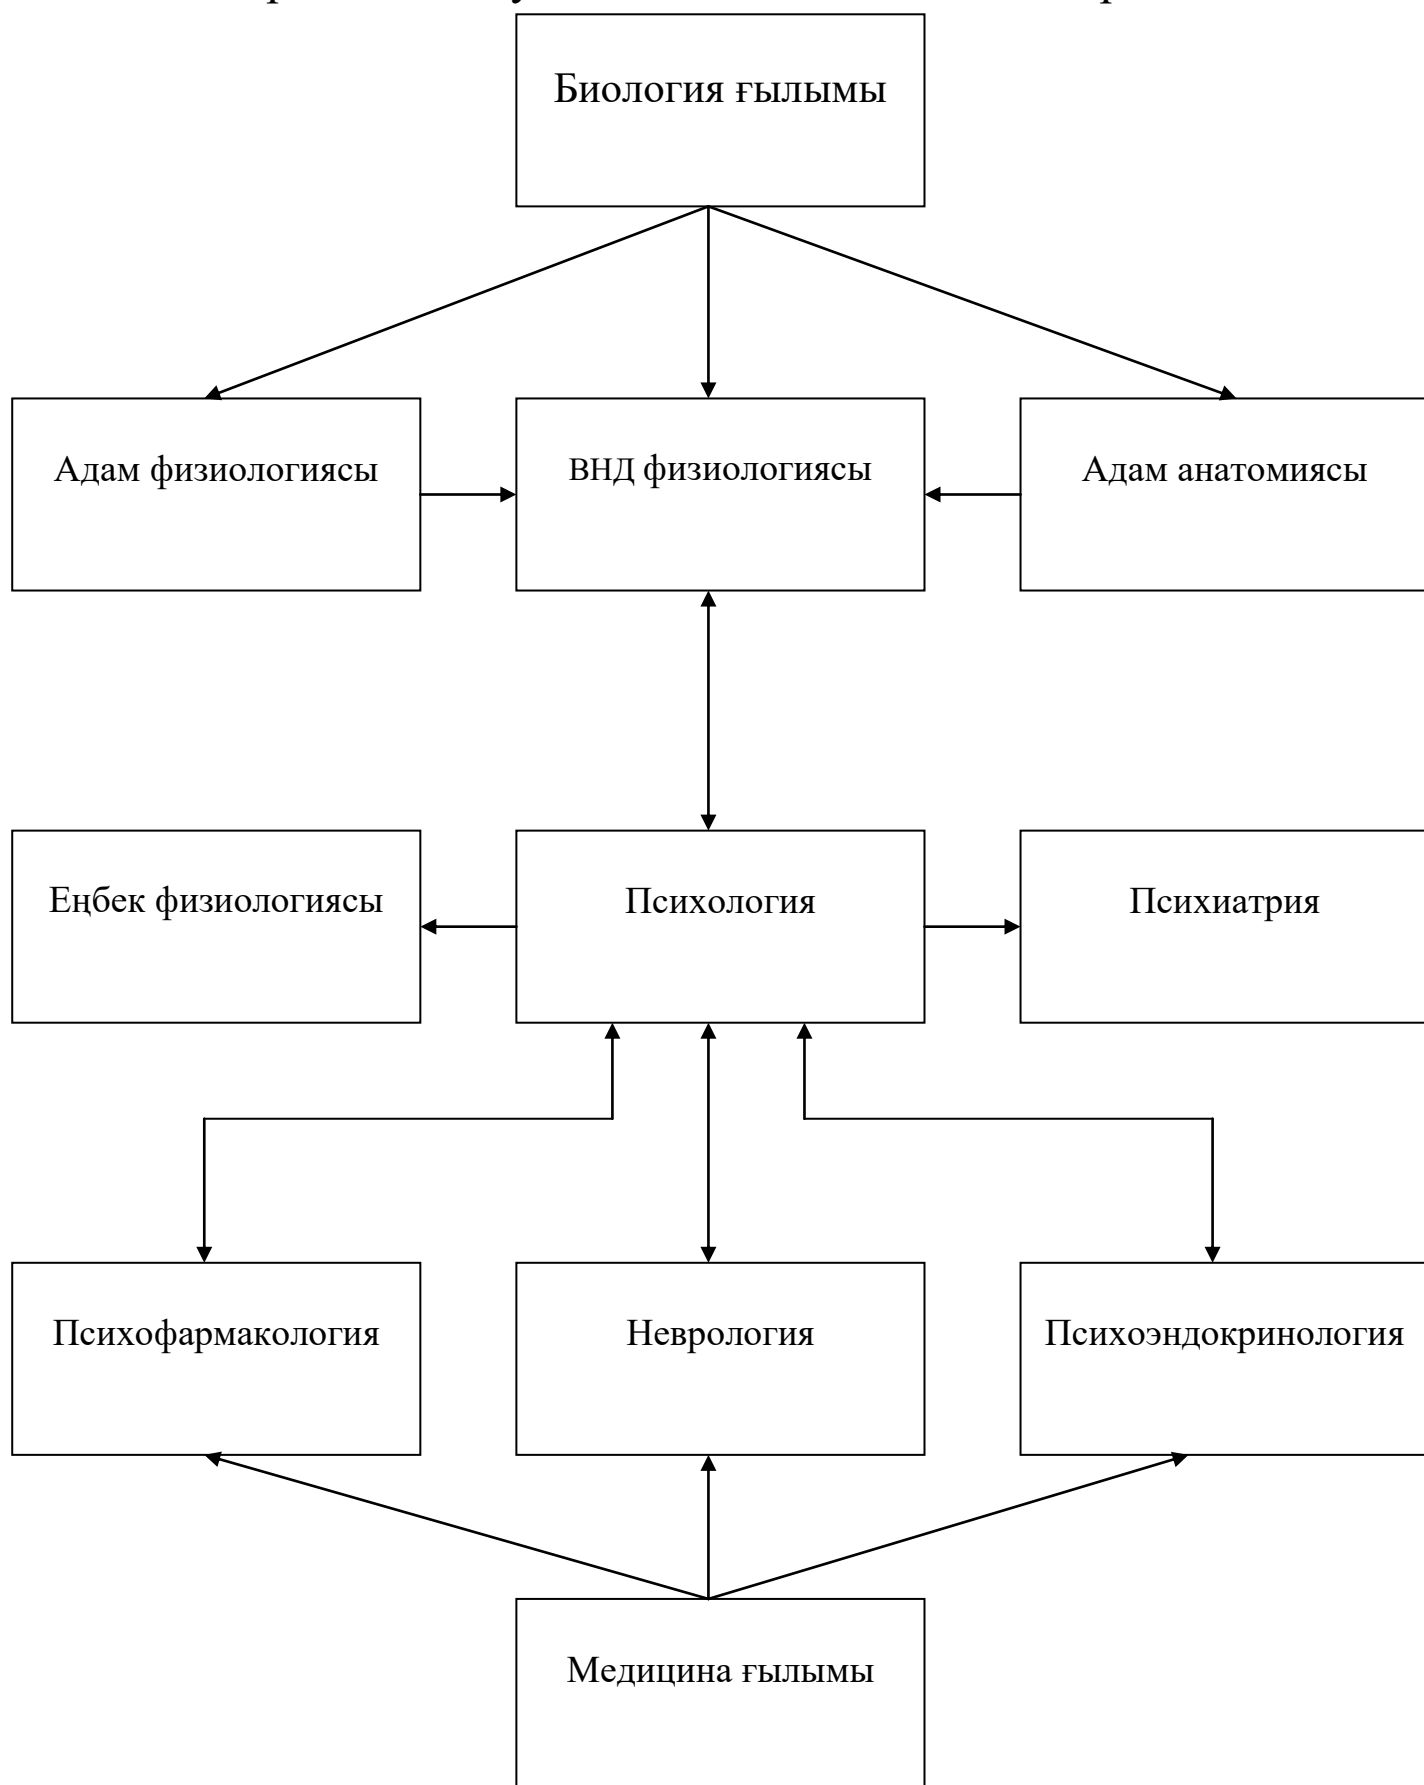 Биология ғылымы
Адам физиологиясы
ВНД физиологиясы
Адам анатомиясы
Еңбек физиологиясы
Психология
Психиатрия
Психофармакология
Неврология
Психоэндокринология
Медицина ғылымы